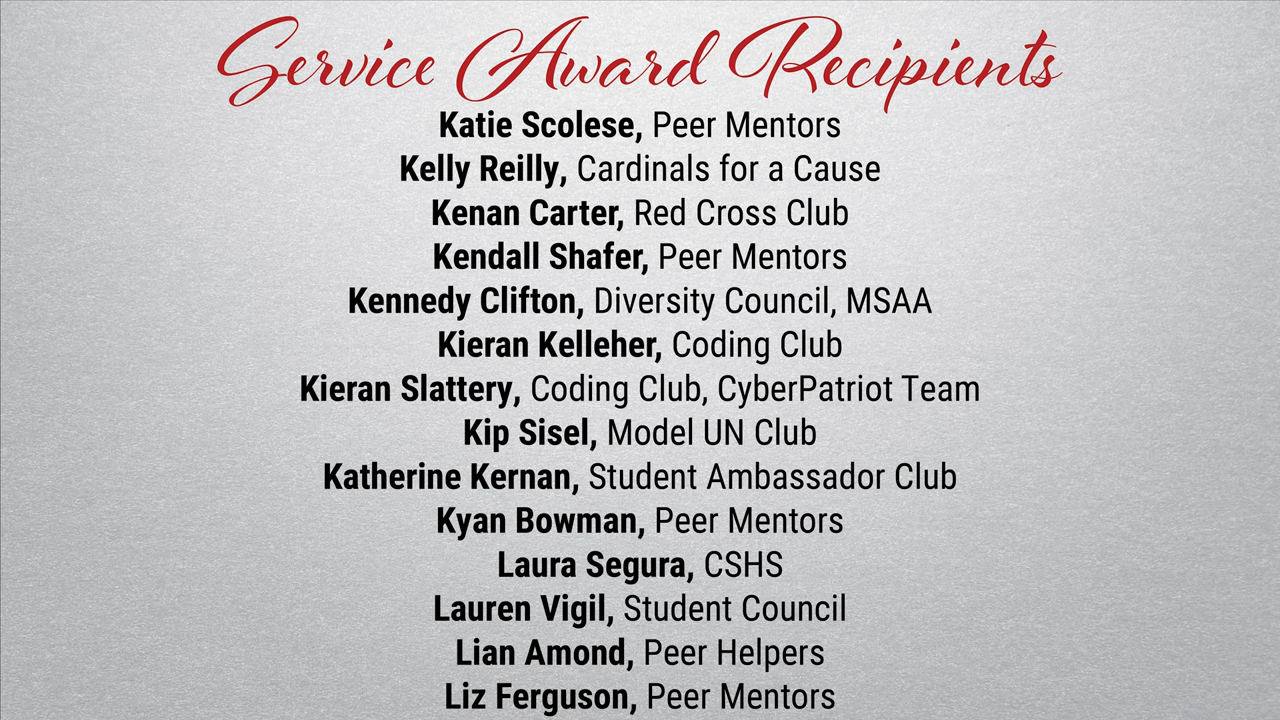 Service Award Recipients
Katie Scolese, Peer Mentors
Kelly Reilly, Cardinals for a Cause
Kenan Carter, Red Cross Club
Kendall Shafer, Peer Mentors
Kennedy Clifton, Diversity Council, MSAA
Kieran Kelleher, Coding Club
Kieran Slattery, Coding Club, CyberPatriot Team
Kip Sisel, Model UN Club
Katherine Kernan, Student Ambassador Club
Kyan Bowman, Peer Mentors
Laura Segura, CSHS
Lauren Vigil, Student Council
Lian Amond, Peer Helpers
Liz Ferguson, Peer Mentors